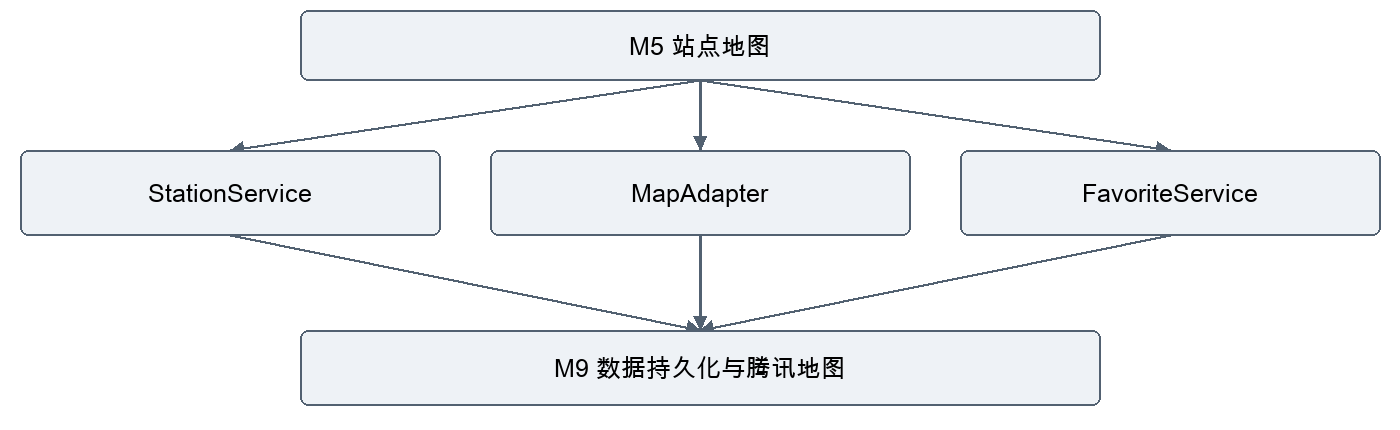 M5 站点地图
StationService
MapAdapter
FavoriteService
M9 数据持久化与腾讯地图